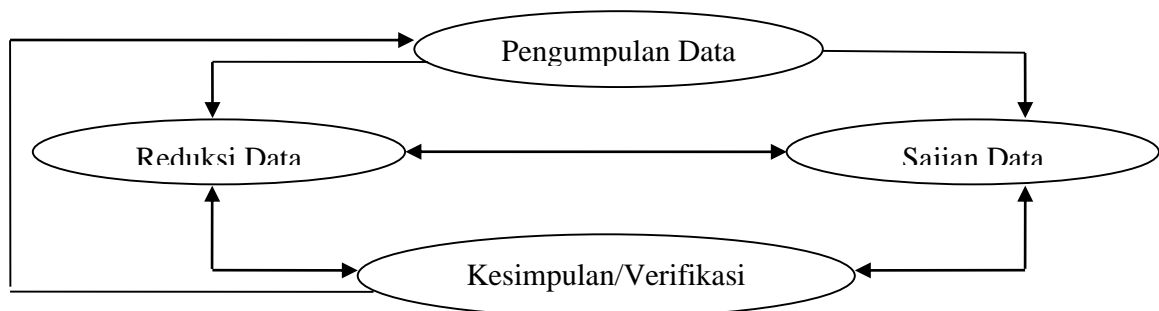 Pengumpulan Data
Reduksi Data
Sajian Data
Kesimpulan/Verifikasi